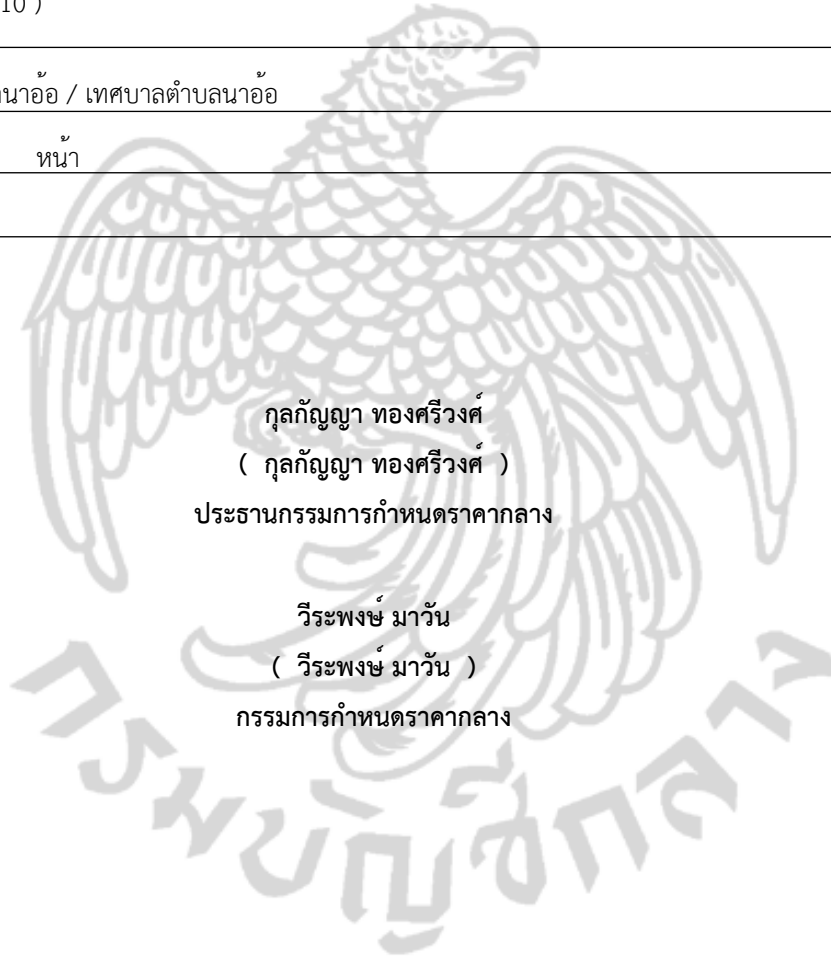 10 )
นาอ้อ / เทศบาลตำบลนาอ้อ
หน้า
กุลกัญญา ทองศรีวงศ์
( กุลกัญญา ทองศรีวงศ์ )
ประธานกรรมการกำหนดราคากลาง
วีระพงษ์ มาวัน
( วีระพงษ์ มาวัน )
กรรมการกำหนดราคากลาง
กรมบัญชีกลาง